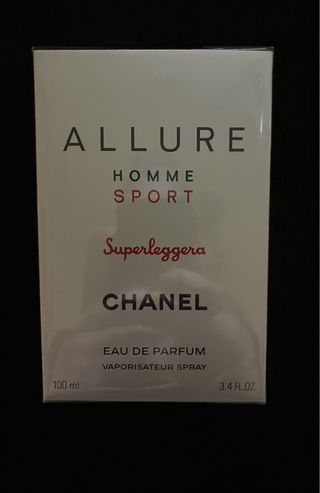 ALLURE
HOMME
SPORT
Superleggera
CHANEL
EAU DE PARFUM
VAPORISATEUR SPRAY
100 ml 3.4 FL.OZ.